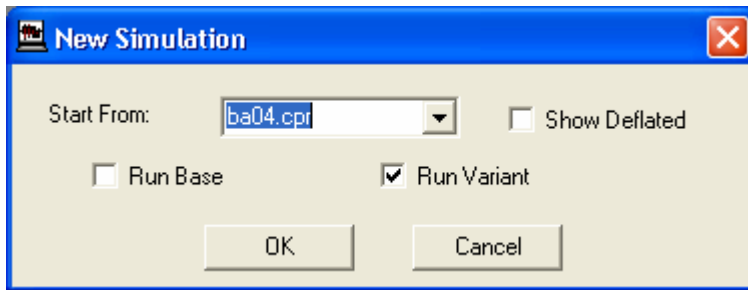 New Simulation
Start From: ba04.cpr Show Deflated
Run Base Run Variant
OK Cancel